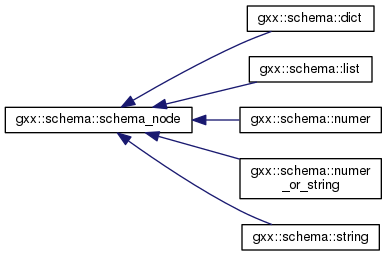 gxx::schema::dict
gxx::schema::list
gxx::schema::schema_node
gxx::schema::numer
gxx::schema::numer
_or_string
gxx::schema::string